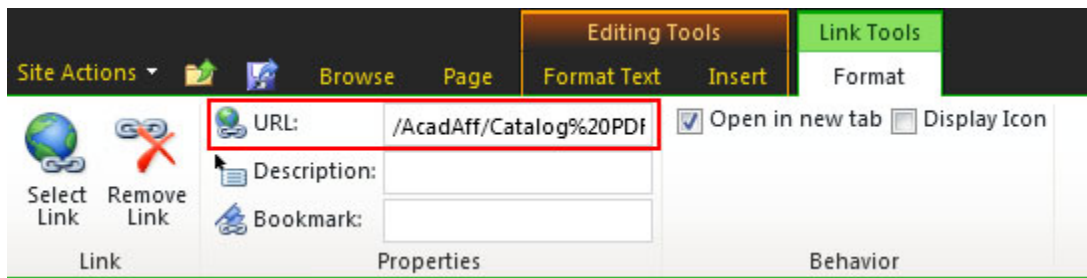 Editing Tools Link Tools
Site Actions Browse Page Format Text Insert Format
URL: /AcadAff/Catalog%20PDF Open in new tab Display Icon
Description:
Select Remove
Link Link
Bookmark:
Link Properties Behavior